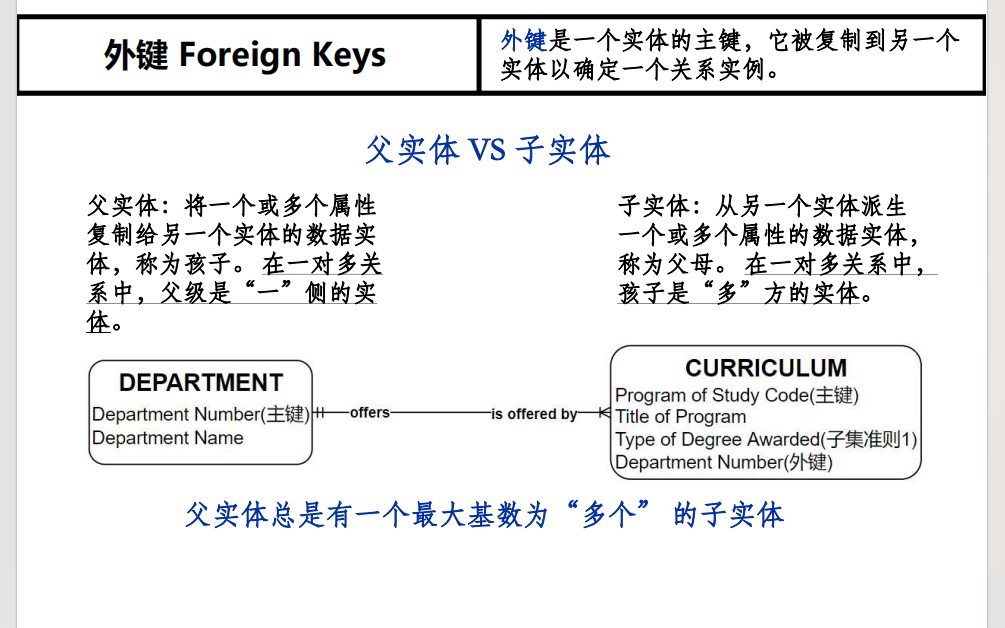 外键 Foreign Keys
外键是一个实体的主键，它被复制到另一个
实体以确定一个关系实例。
父实体 VS 子实体
父实体：将一个或多个属性
复制给另一个实体的数据实
体，称为孩子。 在一对多关
系中，父级是“一”侧的实
体。
子实体：从另一个实体派生
一个或多个属性的数据实体，
称为父母。 在一对多关系中，
孩子是“多”方的实体。
DEPARTMENT
Department Number(主键)
Department Name
offers
is offered by
CURRICULUM
Program of Study Code(主键)
Title of Program
Type of Degree Awarded(子集准则1)
Department Number(外键)
父实体总是有一个最大基数为“多个” 的子实体